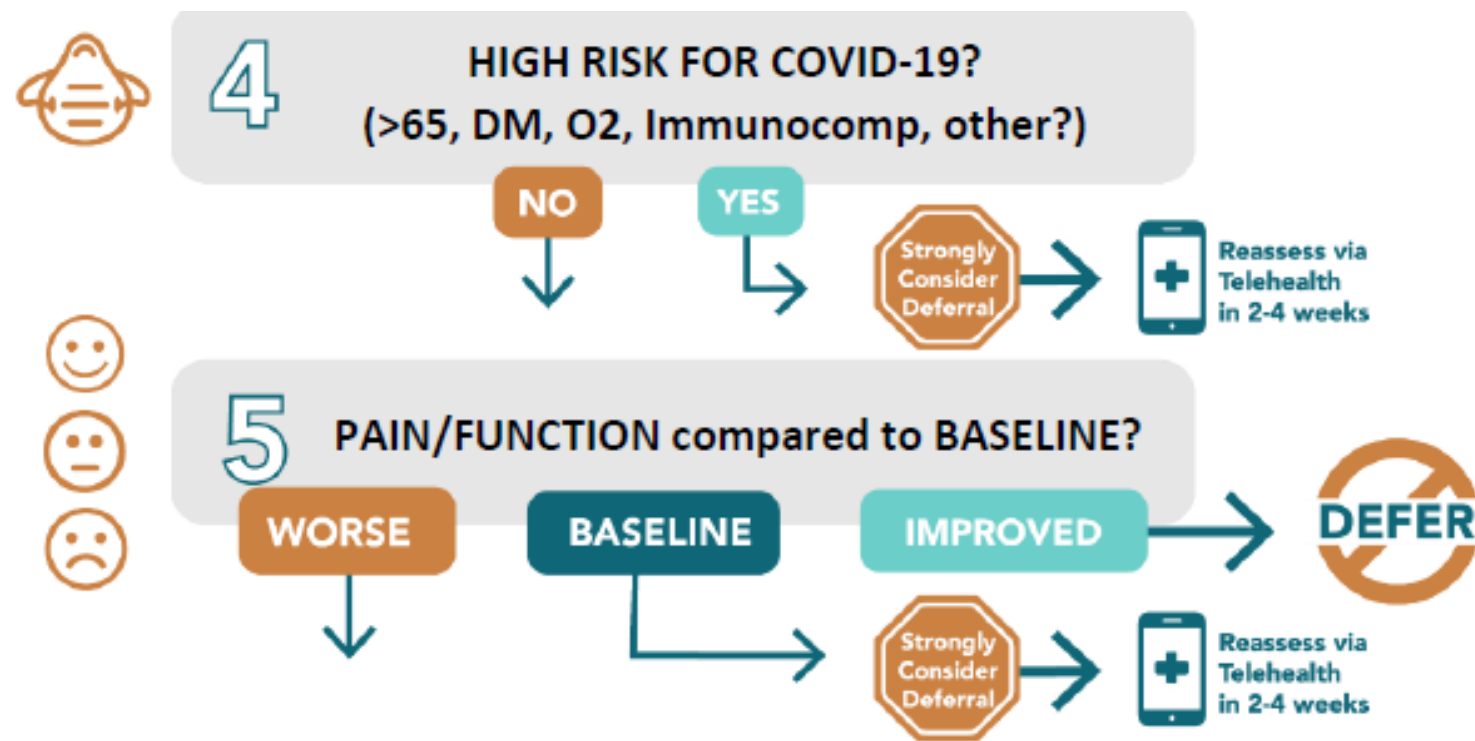 4
HIGH RISK FOR COVID-19?
(>65, DM, O2, Immunocomp, other?)
NO
YES
Strongly
Consider
Deferral
Reassess via
Telehealth
in 2-4 weeks
5
PAIN/FUNCTION compared to BASELINE?
WORSE
BASELINE
IMPROVED
DEFER
Strongly
Consider
Deferral
Reassess via
Telehealth
in 2-4 weeks